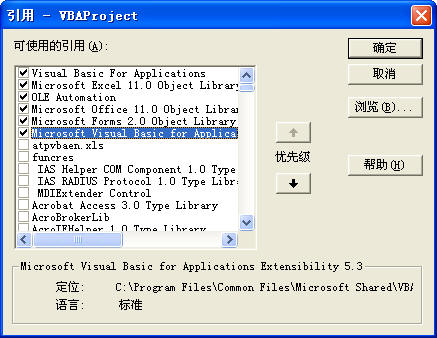 引用 - VBAProject
可使用的引用(A):
确定
取消
浏览(B)...
帮助(H)
Visual Basic For Applications
Microsoft Excel 11.0 Object Library
OLE Automation
Microsoft Office 11.0 Object Librar
Microsoft Forms 2.0 Object Library
Microsoft Visual Basic for Applica
atpvbaen.xls
funcres
IAS Helper COM Component 1.0 Type
IAS RADIUS Protocol 1.0 Type Libr
MDIExtender Control
Acrobat Access 3.0 Type Library
AcroBrokerLib
AcroIEHelper 1.0 Type Library
优先级
Microsoft Visual Basic for Applications Extensibility 5.3
定位: C:\Program Files\Common Files\Microsoft Shared\VBA
语言: 标准